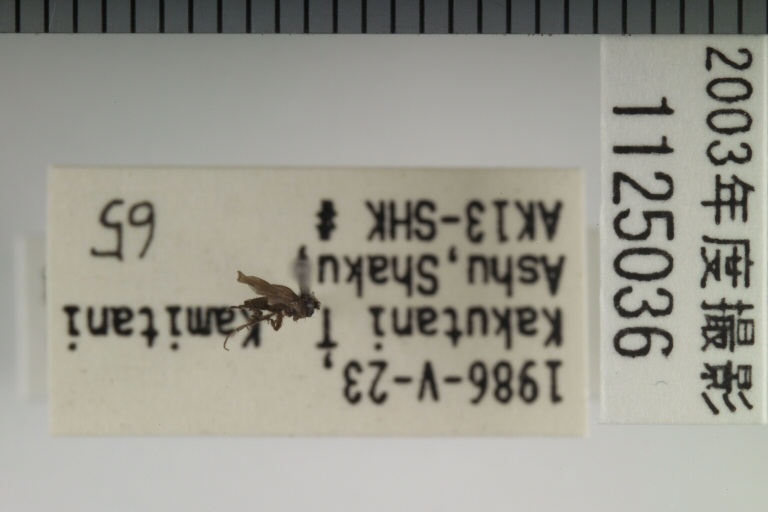 1986-V-23,
Kakutani T Kamitani
Ashu,Shaku,
AK13-SHK #
65
2003年度撮影
1125036